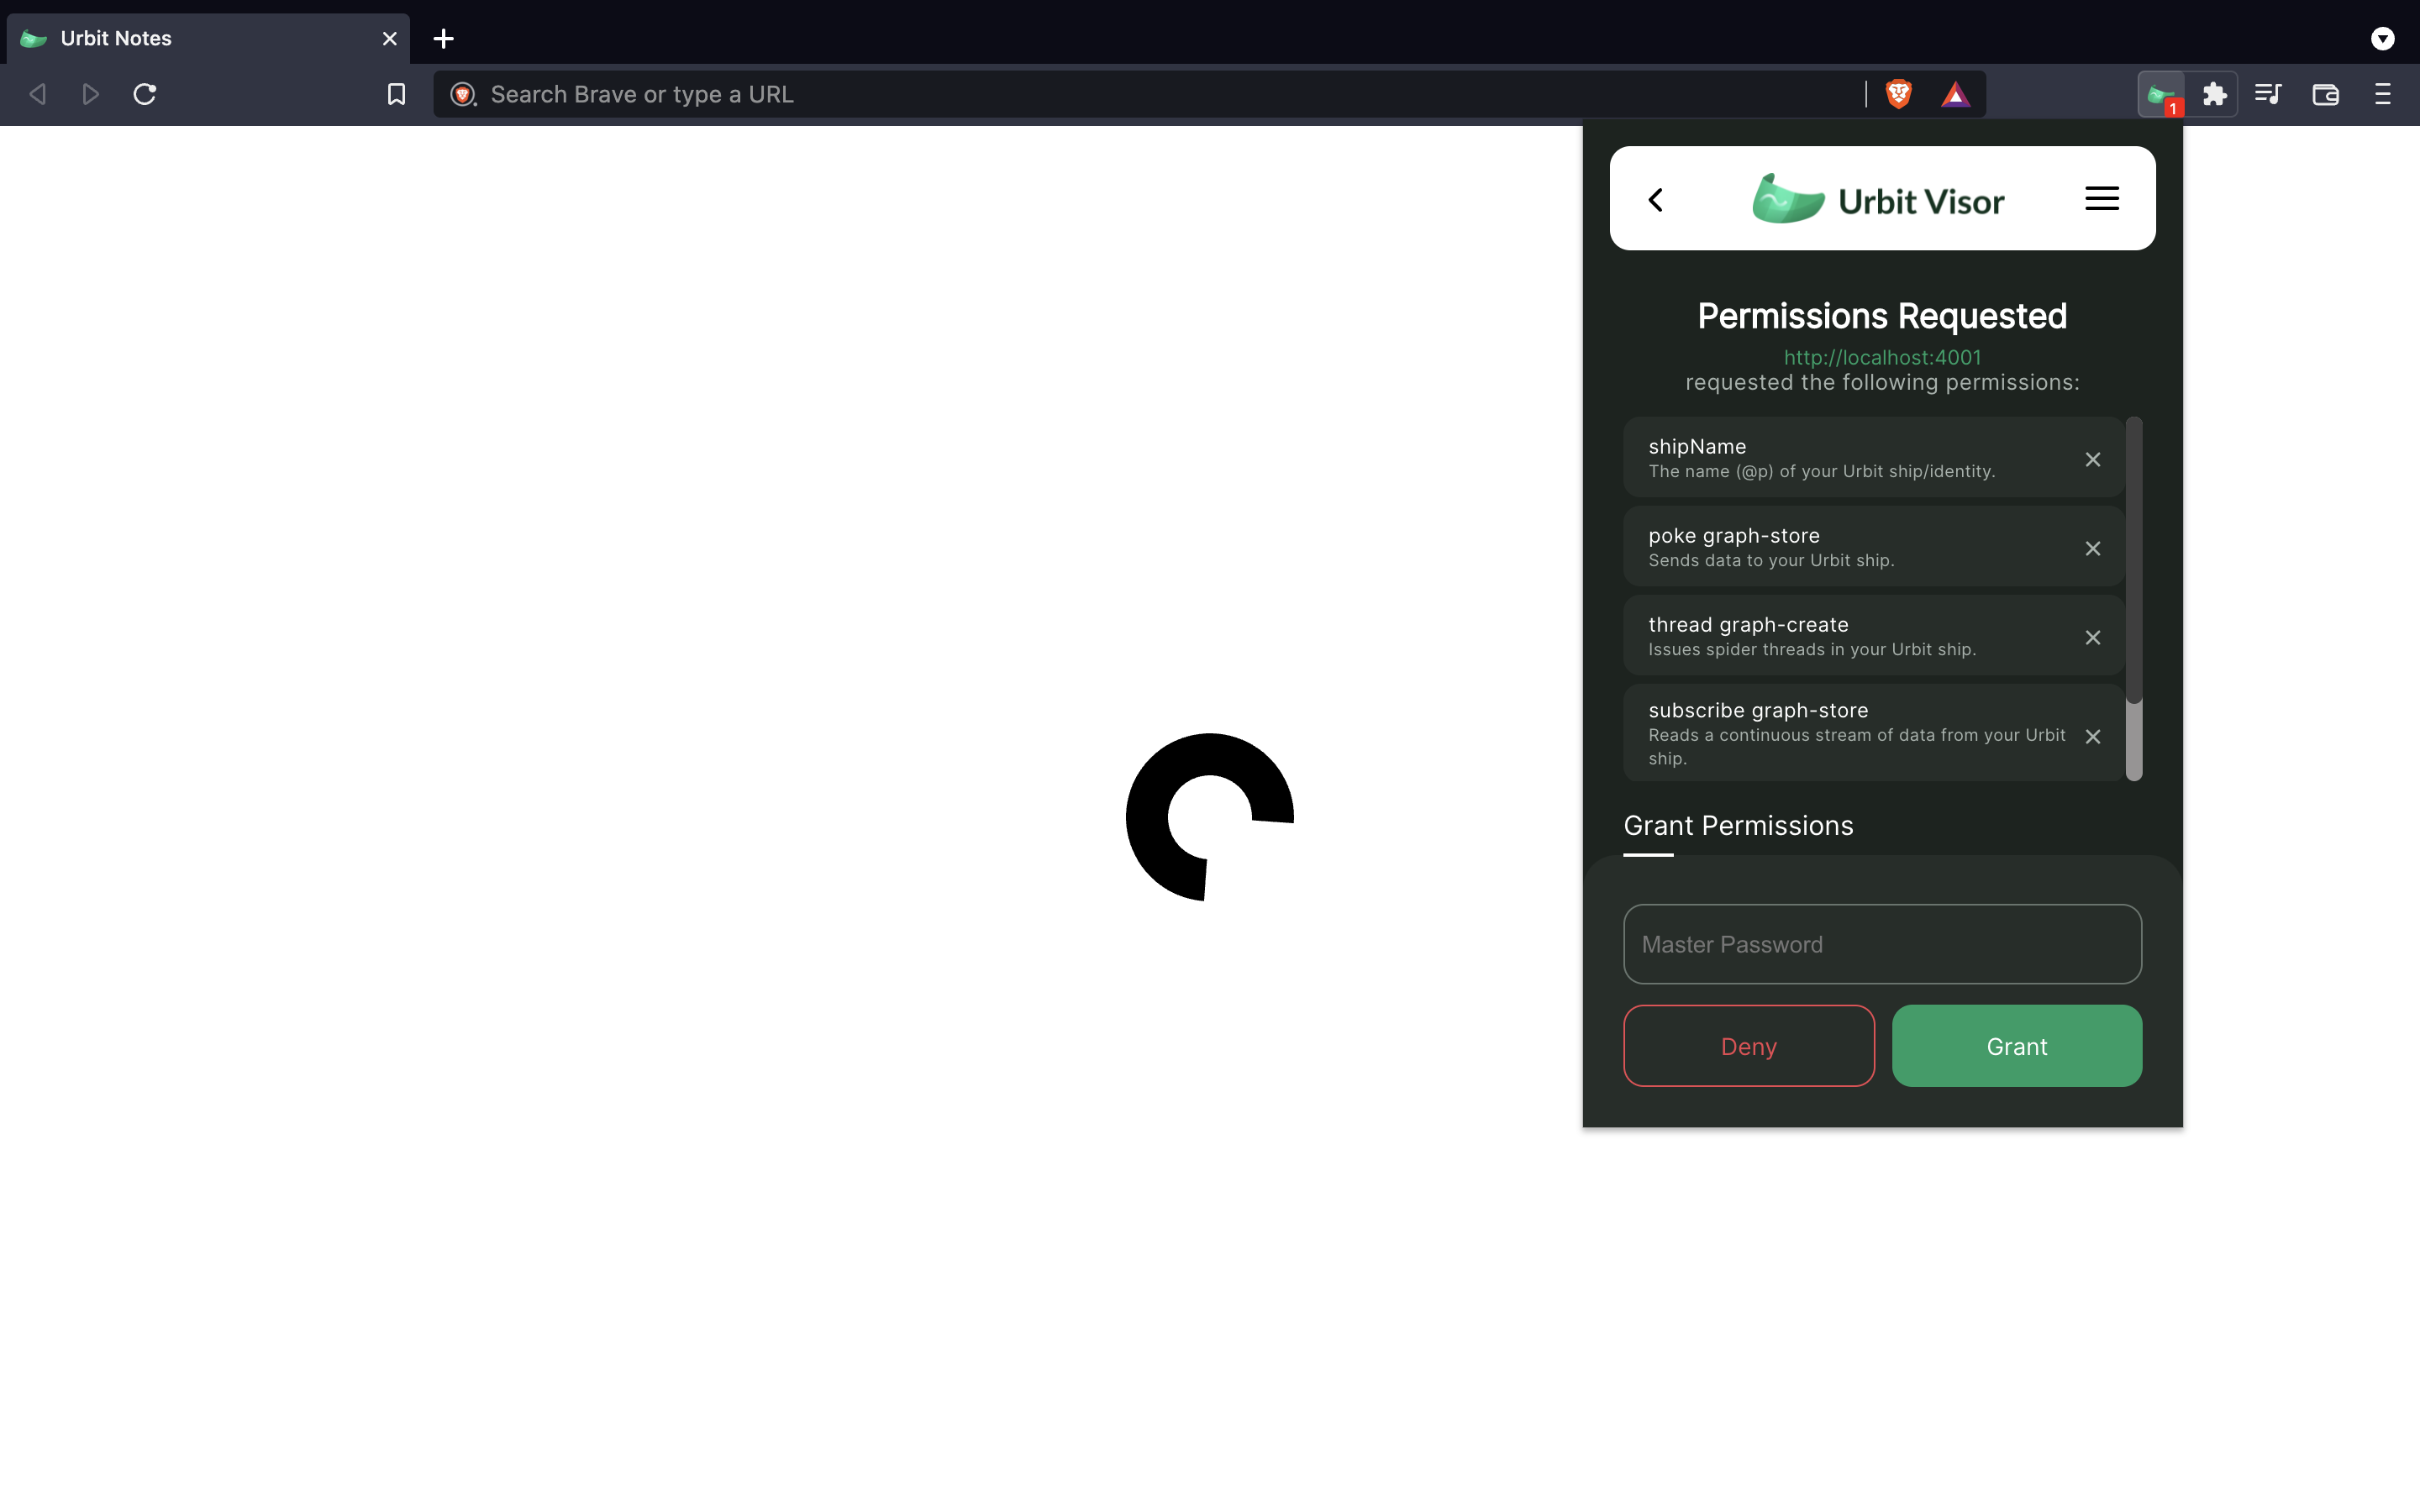 Urbit Notes
Search Brave or type a URL
1
Urbit Visor
Permissions Requested
http://localhost:4001
requested the following permissions:
shipName
The name (@p) of your Urbit ship/identity.
poke graph-store
Sends data to your Urbit ship.
thread graph-create
Issues spider threads in your Urbit ship.
subscribe graph-store
Reads a continuous stream of data from your Urbit
ship.
Grant Permissions
Master Password
Deny
Grant